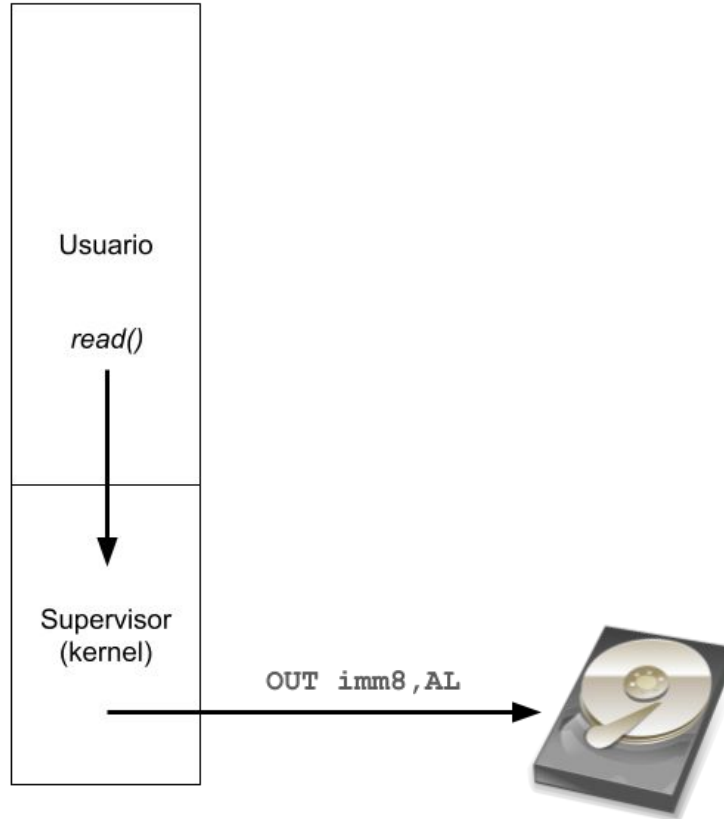 Usuario
read()
Supervisor
(kernel)
OUT imm8,AL